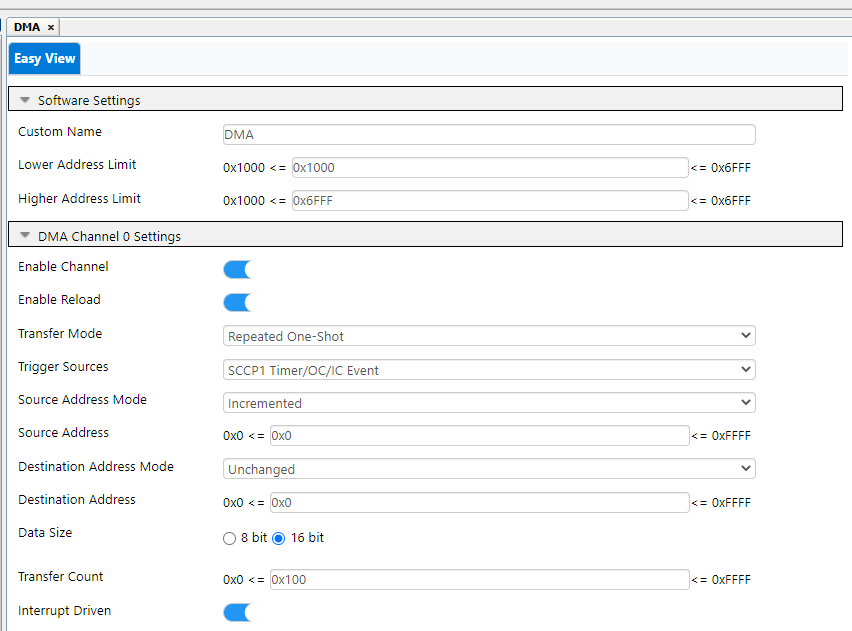 DMA ×
Easy View
Software Settings
Custom Name DMA
Lower Address Limit 0x1000 <= 0x1000 <= 0x6FFF
Higher Address Limit 0x1000 <= 0x6FFF <= 0x6FFF
DMA Channel 0 Settings
Enable Channel
Enable Reload
Transfer Mode Repeated One-Shot
Trigger Sources SCCP1 Timer/OC/IC Event
Source Address Mode Incremented
Source Address 0x0 <= 0x0 <= 0xFFFF
Destination Address Mode Unchanged
Destination Address 0x0 <= 0x0 <= 0xFFFF
Data Size 8 bit 16 bit
Transfer Count 0x0 <= 0x100 <= 0xFFFF
Interrupt Driven